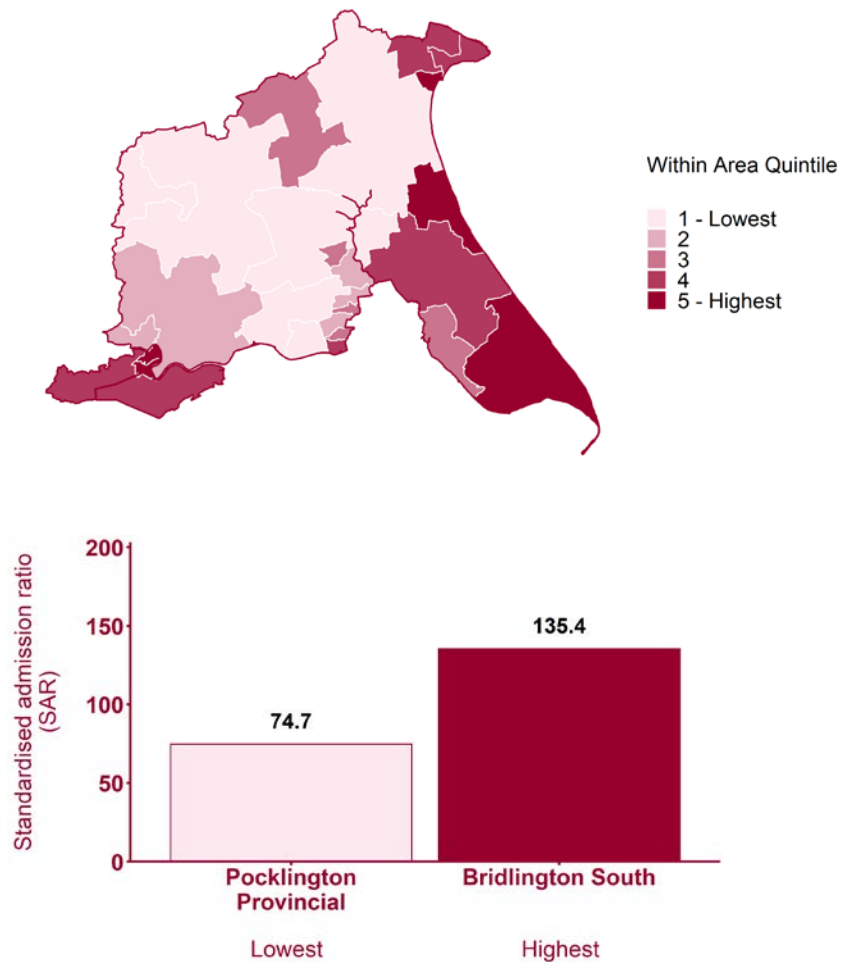 Within Area Quintile
1 - Lowest
2
3
4
5 - Highest
Standardised admission ratio
(SAR)
200
150
100
50
0
74.7
135.4
Pocklington
Provincial
Bridlington South
Lowest
Highest